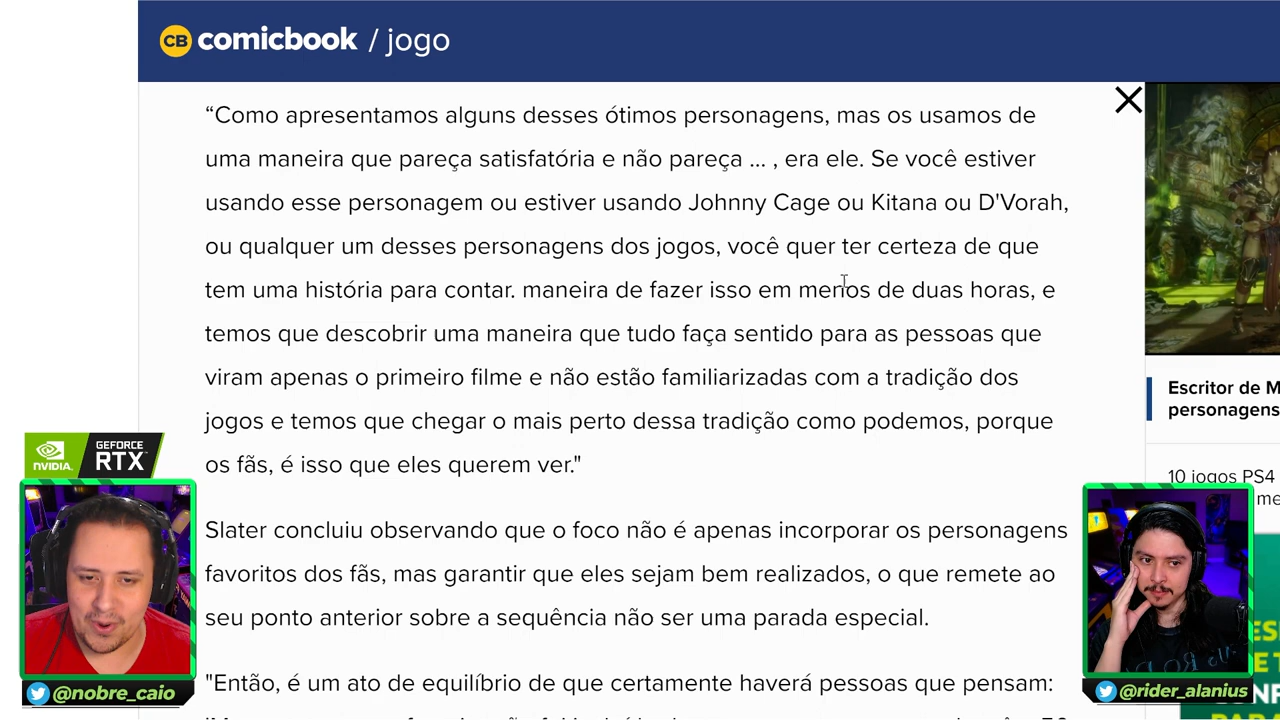 CB comicbook / jogo
“Como apresentamos alguns desses ótimos personagens, mas os usamos de
uma maneira que pareça satisfatória e não pareça ... , era ele. Se você estiver
usando esse personagem ou estiver usando Johnny Cage ou Kitana ou D'Vorah,
ou qualquer um desses personagens dos jogos, você quer ter certeza de que
tem uma história para contar. maneira de fazer isso em menos de duas horas, e
temos que descobrir uma maneira que tudo faça sentido para as pessoas que
viram apenas o primeiro filme e não estão familiarizadas com a tradição dos
jogos e temos que chegar o mais perto dessa tradição como podemos, porque
os fãs, é isso que eles querem ver."
Slater concluiu observando que o foco não é apenas incorporar os personagens
favoritos dos fãs, mas garantir que eles sejam bem realizados, o que remete ao
seu ponto anterior sobre a sequência não ser uma parada especial.
"Então, é um ato de equilíbrio de que certamente haverá pessoas que pensam:
Escritor de M
personagens
10 jogos PS4
NVIDIA.
GEFORCE
RTX
@nobre_caio
@rider_alanius